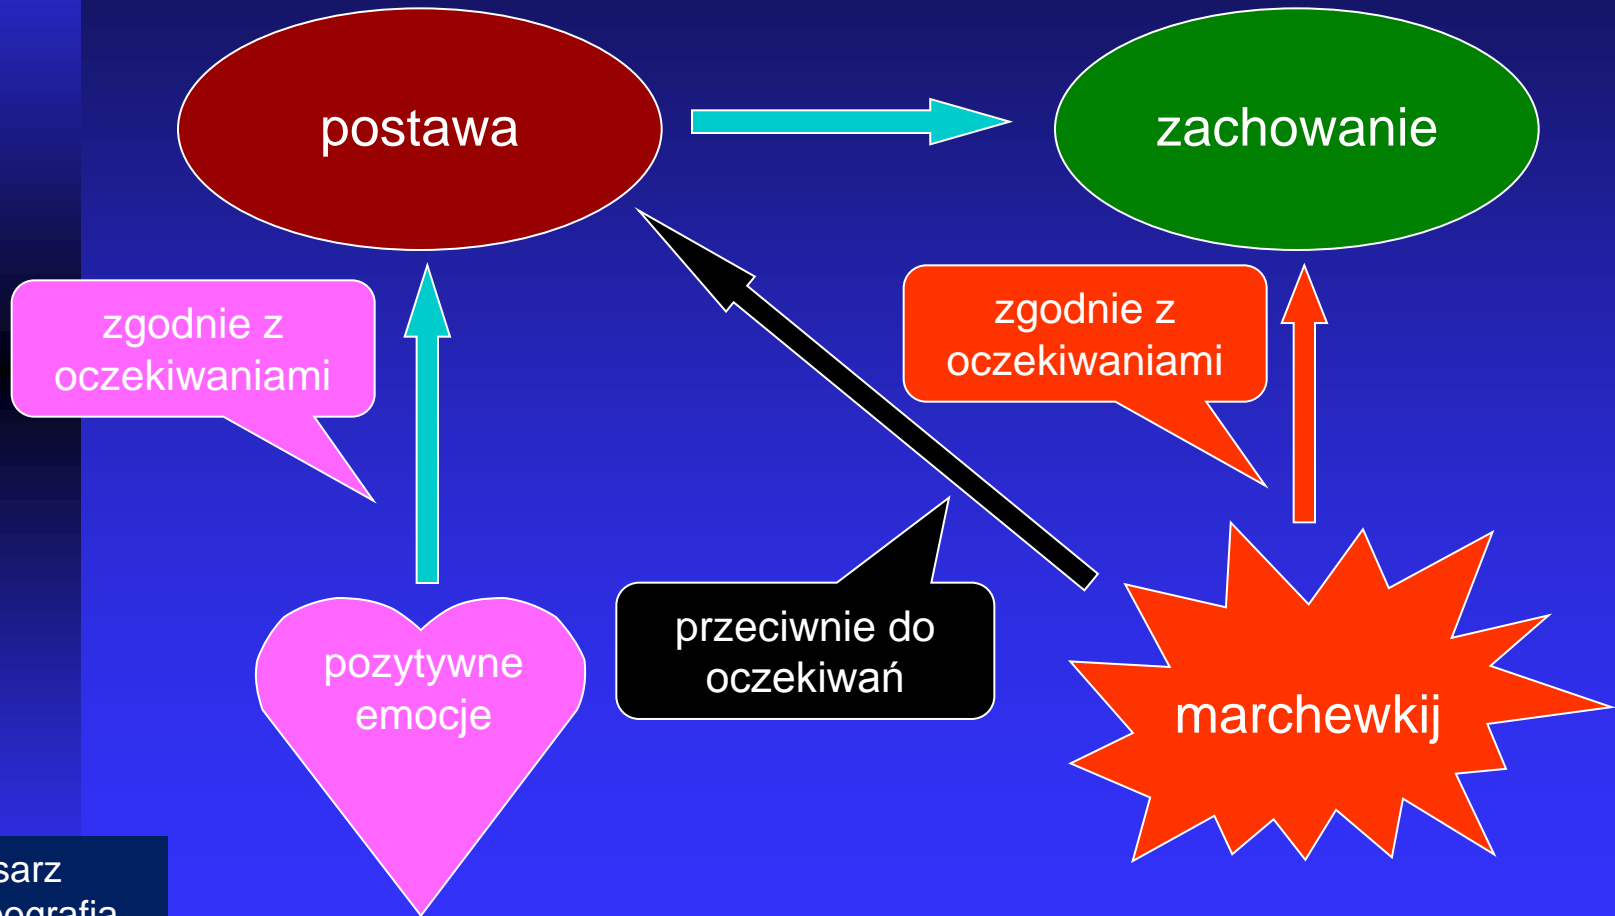 postawa
zachowanie
zgodnie z
oczekiwaniami
zgodnie z
oczekiwaniami
pozytywne
emocje
przeciwnie do
oczekiwań
marchewkij
sarz